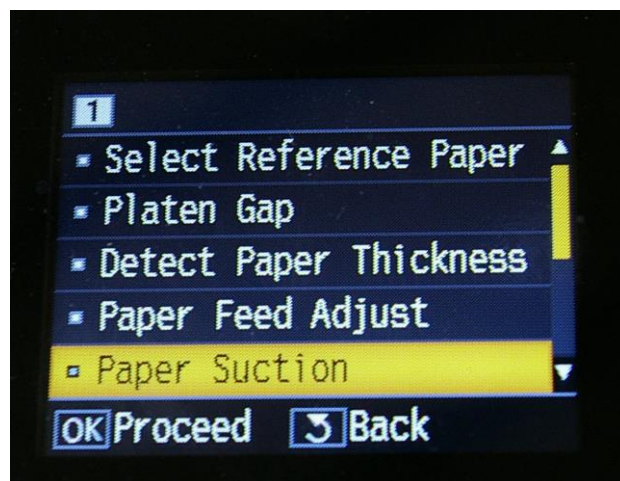 1
Select Reference Paper
Platen Gap
Detect Paper Thickness
Paper Feed Adjust
Paper Suction
OK Proceed Back